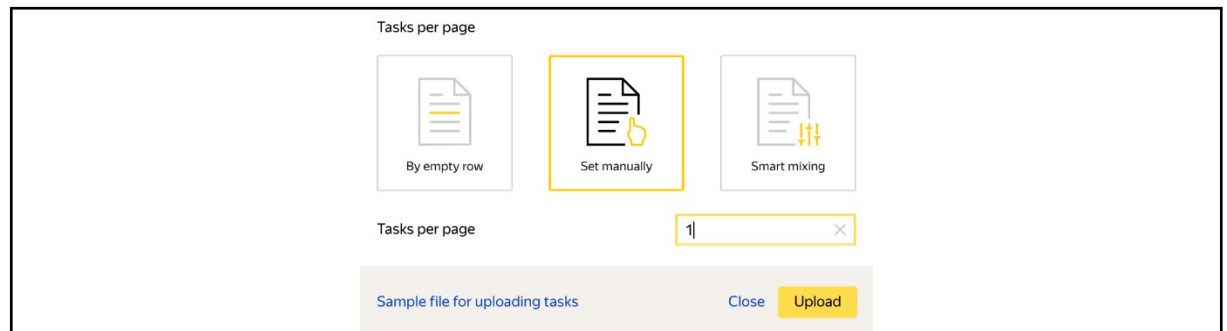 Tasks per page
By empty row
Set manually
Smart mixing
Tasks per page
1
Sample file for uploading tasks
Close
Upload